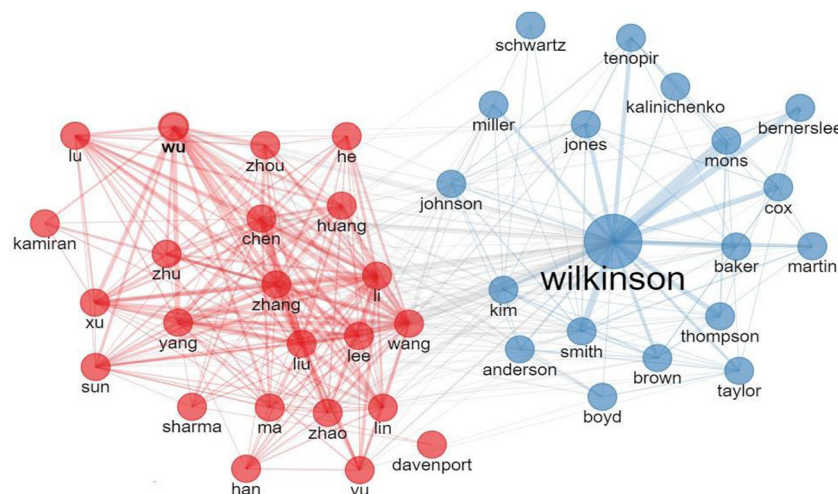 schwartz
tenopir
kalinichenko
bernerslee
miller
jones
mons
lu
wu
zhou
he
johnson
cox
kamiran
chen
huang
zhu
baker
martin
wilkinson
zhang
li
kim
xu
yang
wang
thompson
liu
lee
smith
anderson
brown
sun
taylor
sharma
ma
zhao
lin
boyd
davenport
han
yu